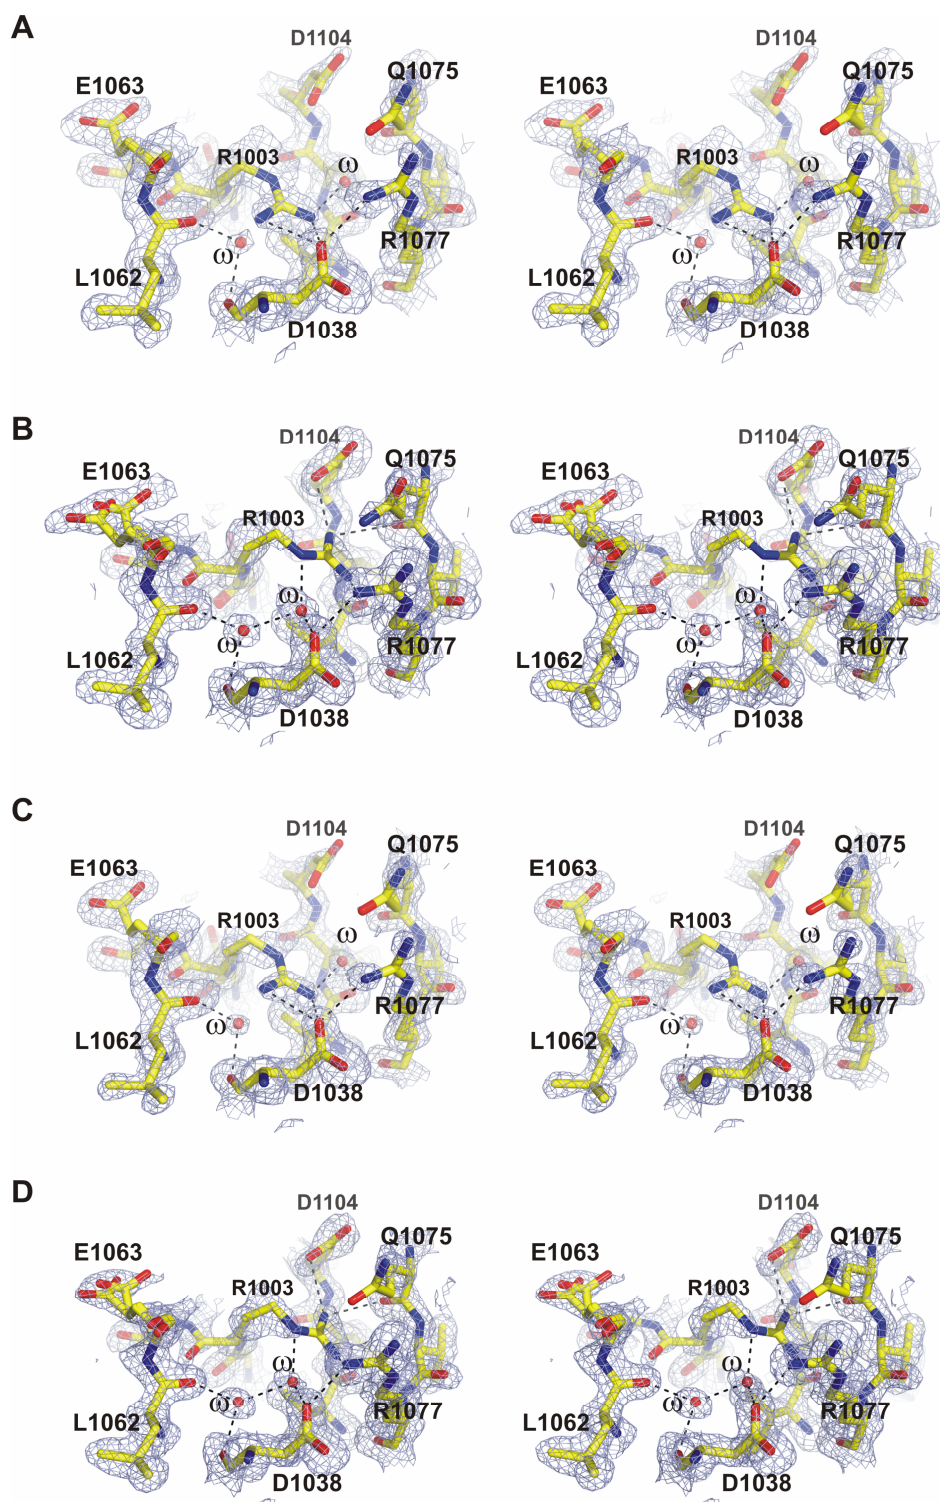 A
D1104 D1104
E1063 Q1075 E1063 Q1075
R1003 ω R1003 ω
ω R1077 ω R1077
L1062 L1062
D1038 D1038
B
D1104 D1104
E1063 Q1075 E1063 Q1075
R1003 R1003
ω ω
ω ω
L1062 R1077 L1062 R1077
D1038 D1038
C
D1104 D1104
E1063 Q1075 E1063 Q1075
R1003 ω R1003 ω
R1077 R1077
ω ω
L1062 L1062
D1038 D1038
D
D1104 D1104
E1063 Q1075 E1063 Q1075
R1003 R1003
ω ω
ω R1077 ω R1077
L1062 L1062
D1038 D1038